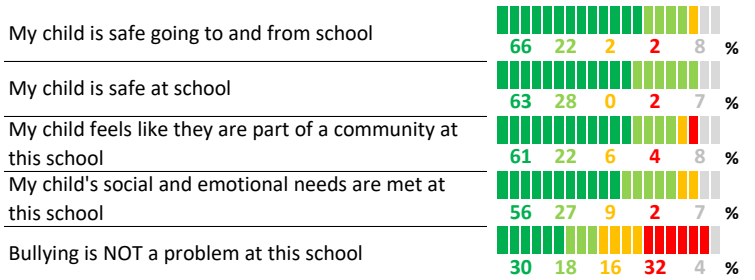 My child is safe going to and from school
66 22 2 2 8 %
My child is safe at school
63 28 0 2 7 %
My child feels like they are part of a community at
this school
61 22 6 4 8 %
My child's social and emotional needs are met at
this school
56 27 9 2 7 %
Bullying is NOT a problem at this school
30 18 16 32 4 %